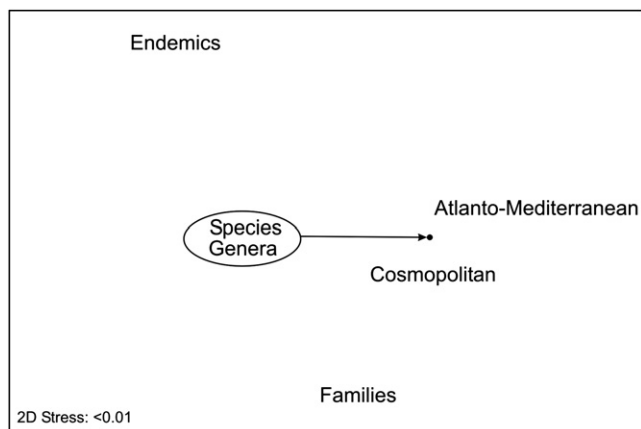 Endemics
Atlanto-Mediterranean
Species
Genera
Cosmopolitan
Families
2D Stress: <0.01